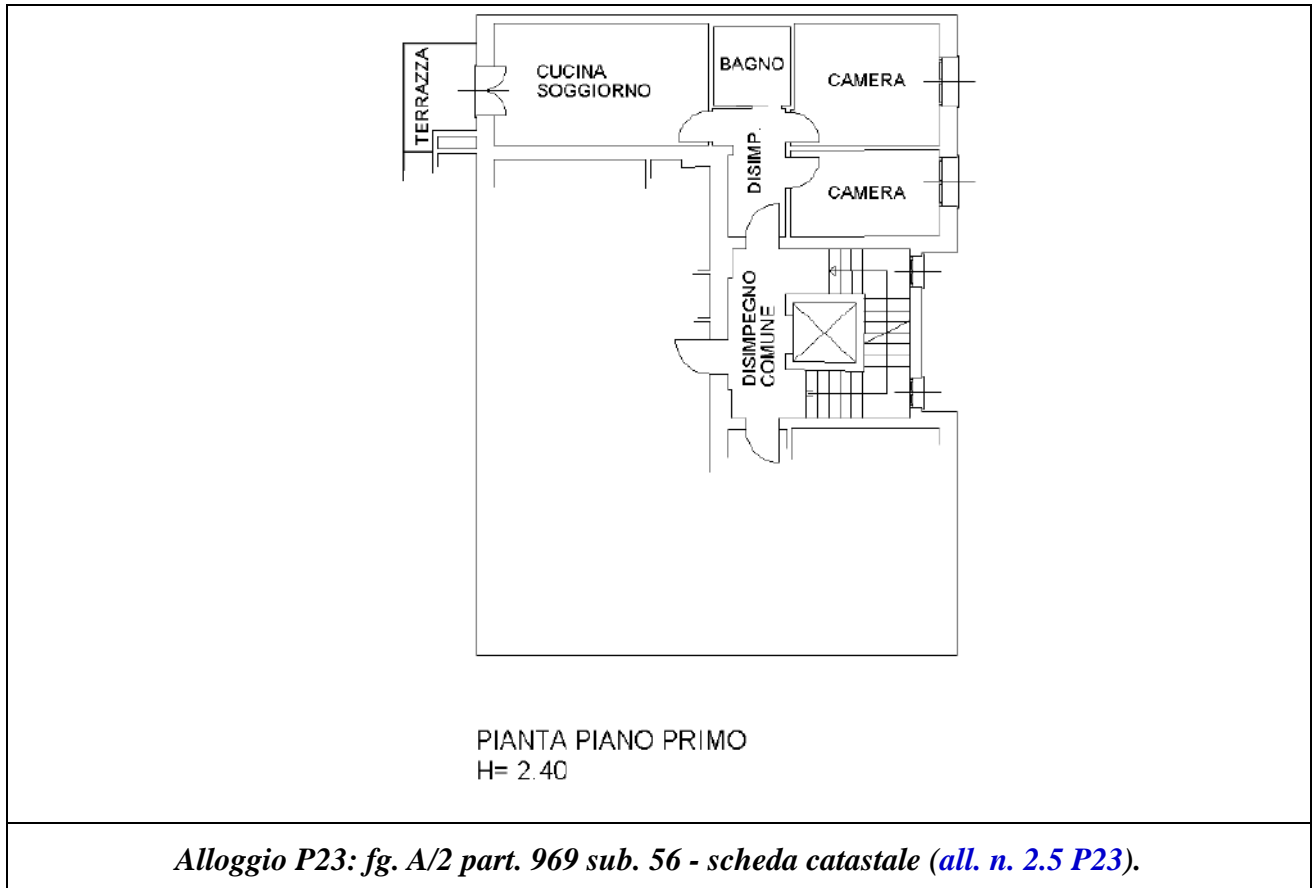 TERRAZZA
CUCINA
SOGGIORNO
BAGNO
CAMERA
DISIMP.
CAMERA
DISIMPEGNO
COMUNE
PIANTA PIANO PRIMO
H= 2.40
Alloggio P23: fg. A/2 part. 969 sub. 56 - scheda catastale (all. n. 2.5 P23).